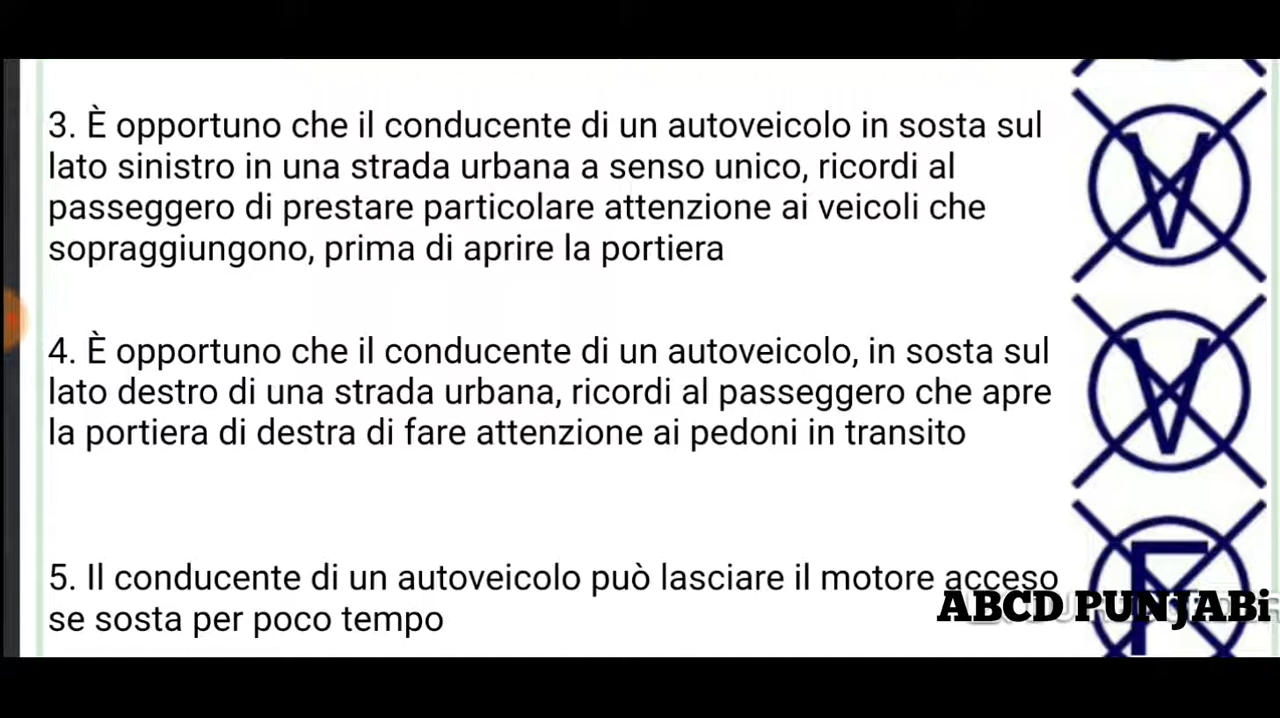 3. È opportuno che il conducente di un autoveicolo in sosta sul
lato sinistro in una strada urbana a senso unico, ricordi al
passeggero di prestare particolare attenzione ai veicoli che
sopraggiungono, prima di aprire la portiera
V
4. È opportuno che il conducente di un autoveicolo, in sosta sul
lato destro di una strada urbana, ricordi al passeggero che apre
la portiera di destra di fare attenzione ai pedoni in transito
V
5. Il conducente di un autoveicolo può lasciare il motore acceso
se sosta per poco tempo
F
ABCD PUNJABi